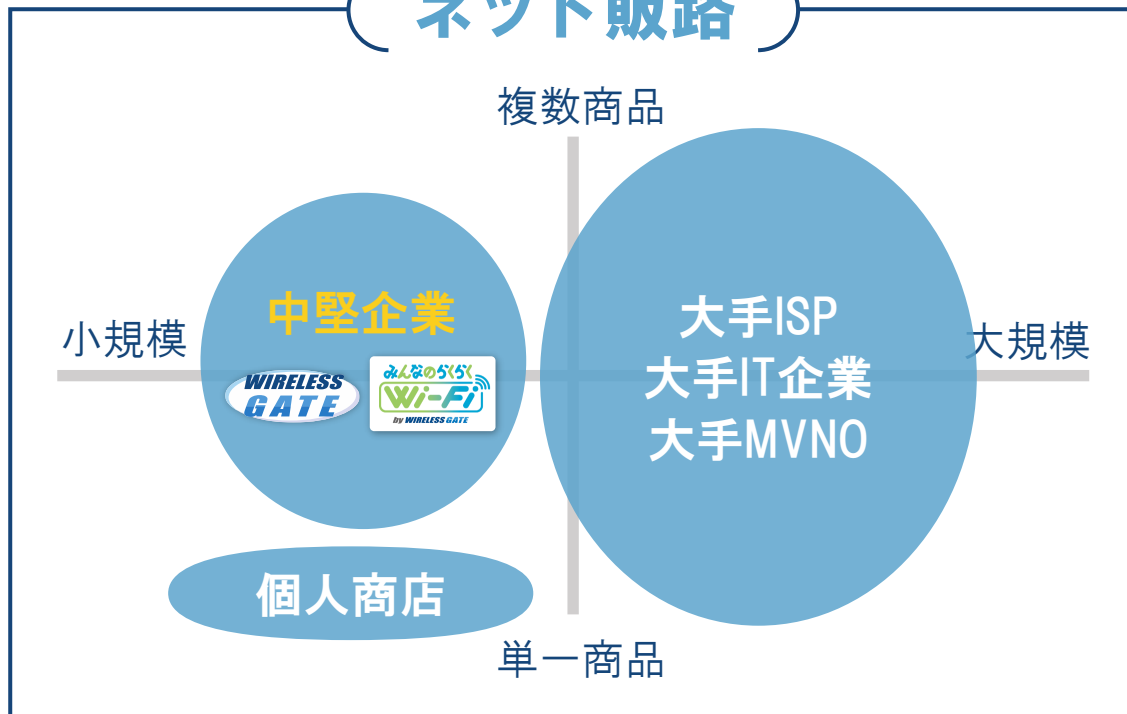 ネット販路
複数商品
中堅企業
小規模
大手ISP
大手IT企業
大手MVNO
大規模
WIRELESS
GATE
みんなのらくらく
Wi-Fi
by WIRELESS GATE
個人商店
単一商品